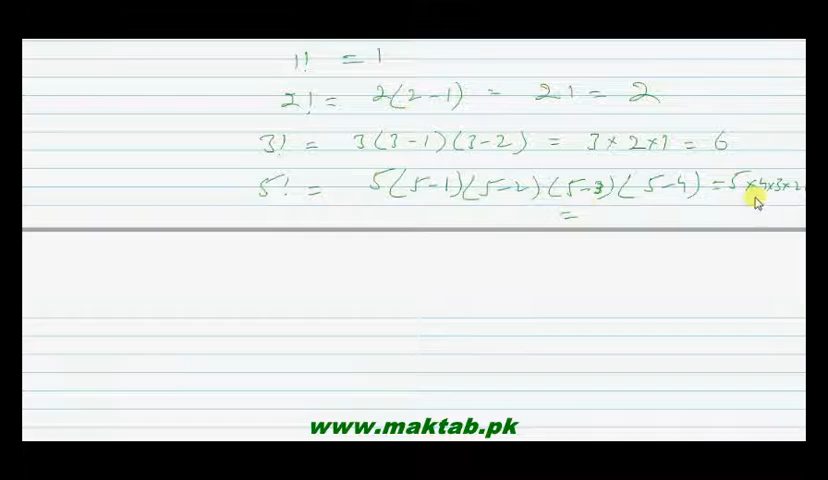 1! = 1
2! = 2(2-1) = 2 1 = 2
3! = 3(3-1)(3-2) = 3×2×1 = 6
5! = 5(5-1)(5-2)(5-3)(5-4) = 5×4×3×2
=
www.maktab.pk